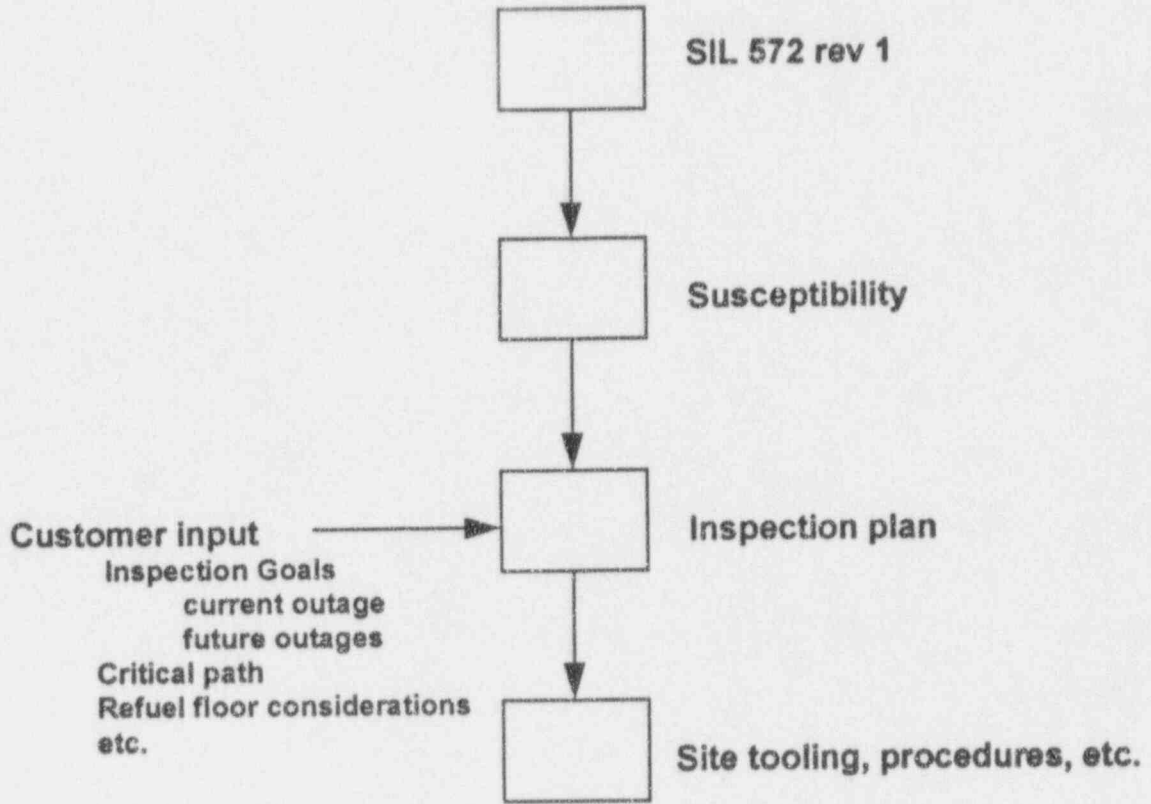 SIL 572 rev 1
Susceptibility
Inspection plan
Customer input
Inspection Goals
current outage
future outages
Critical path
Refuel floor considerations
etc.
Site tooling, procedures, etc.